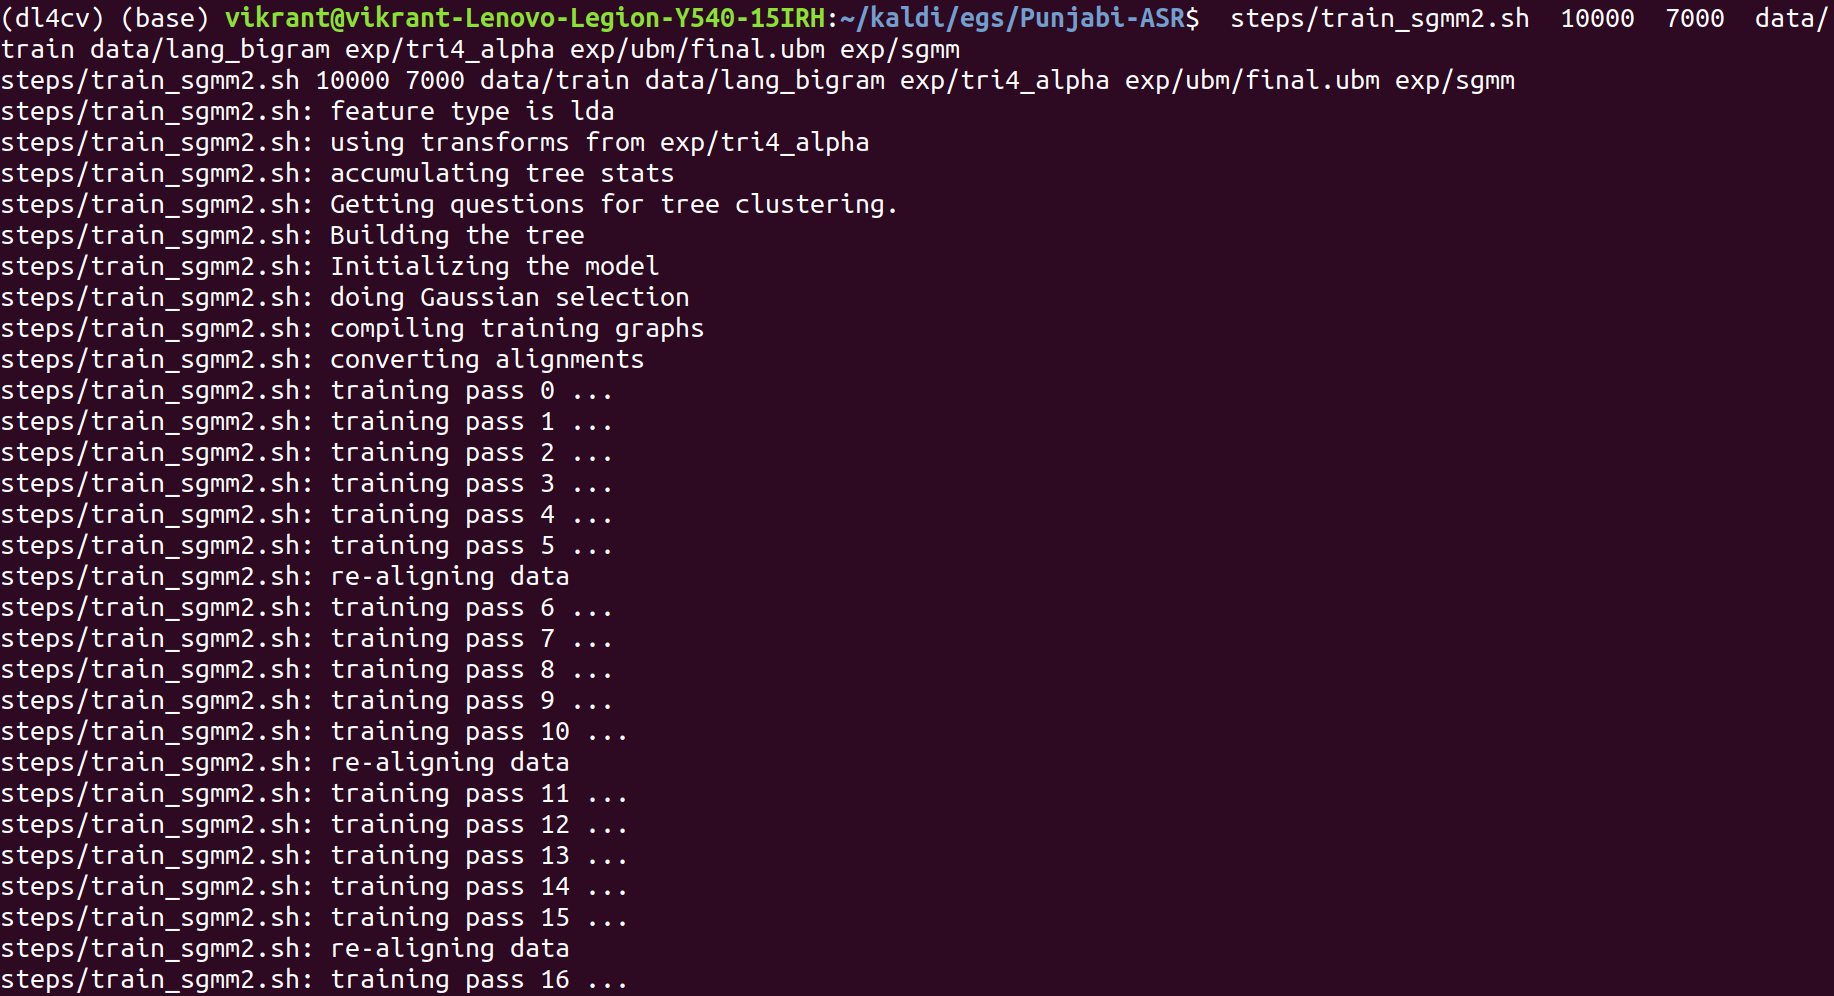 (dl4cv) (base) vikrant@vikrant-Lenovo-Legion-Y540-15IRH:~/kaldi/egs/Punjabi-ASR$  steps/train_sgmm2.sh  10000  7000  data/
train data/lang_bigram exp/tri4_alpha exp/ubm/final.ubm exp/sgmm
steps/train_sgmm2.sh 10000 7000 data/train data/lang_bigram exp/tri4_alpha exp/ubm/final.ubm exp/sgmm
steps/train_sgmm2.sh: feature type is lda
steps/train_sgmm2.sh: using transforms from exp/tri4_alpha
steps/train_sgmm2.sh: accumulating tree stats
steps/train_sgmm2.sh: Getting questions for tree clustering.
steps/train_sgmm2.sh: Building the tree
steps/train_sgmm2.sh: Initializing the model
steps/train_sgmm2.sh: doing Gaussian selection
steps/train_sgmm2.sh: compiling training graphs
steps/train_sgmm2.sh: converting alignments
steps/train_sgmm2.sh: training pass 0 ...
steps/train_sgmm2.sh: training pass 1 ...
steps/train_sgmm2.sh: training pass 2 ...
steps/train_sgmm2.sh: training pass 3 ...
steps/train_sgmm2.sh: training pass 4 ...
steps/train_sgmm2.sh: training pass 5 ...
steps/train_sgmm2.sh: re-aligning data
steps/train_sgmm2.sh: training pass 6 ...
steps/train_sgmm2.sh: training pass 7 ...
steps/train_sgmm2.sh: training pass 8 ...
steps/train_sgmm2.sh: training pass 9 ...
steps/train_sgmm2.sh: training pass 10 ...
steps/train_sgmm2.sh: re-aligning data
steps/train_sgmm2.sh: training pass 11 ...
steps/train_sgmm2.sh: training pass 12 ...
steps/train_sgmm2.sh: training pass 13 ...
steps/train_sgmm2.sh: training pass 14 ...
steps/train_sgmm2.sh: training pass 15 ...
steps/train_sgmm2.sh: re-aligning data
steps/train_sgmm2.sh: training pass 16 ...